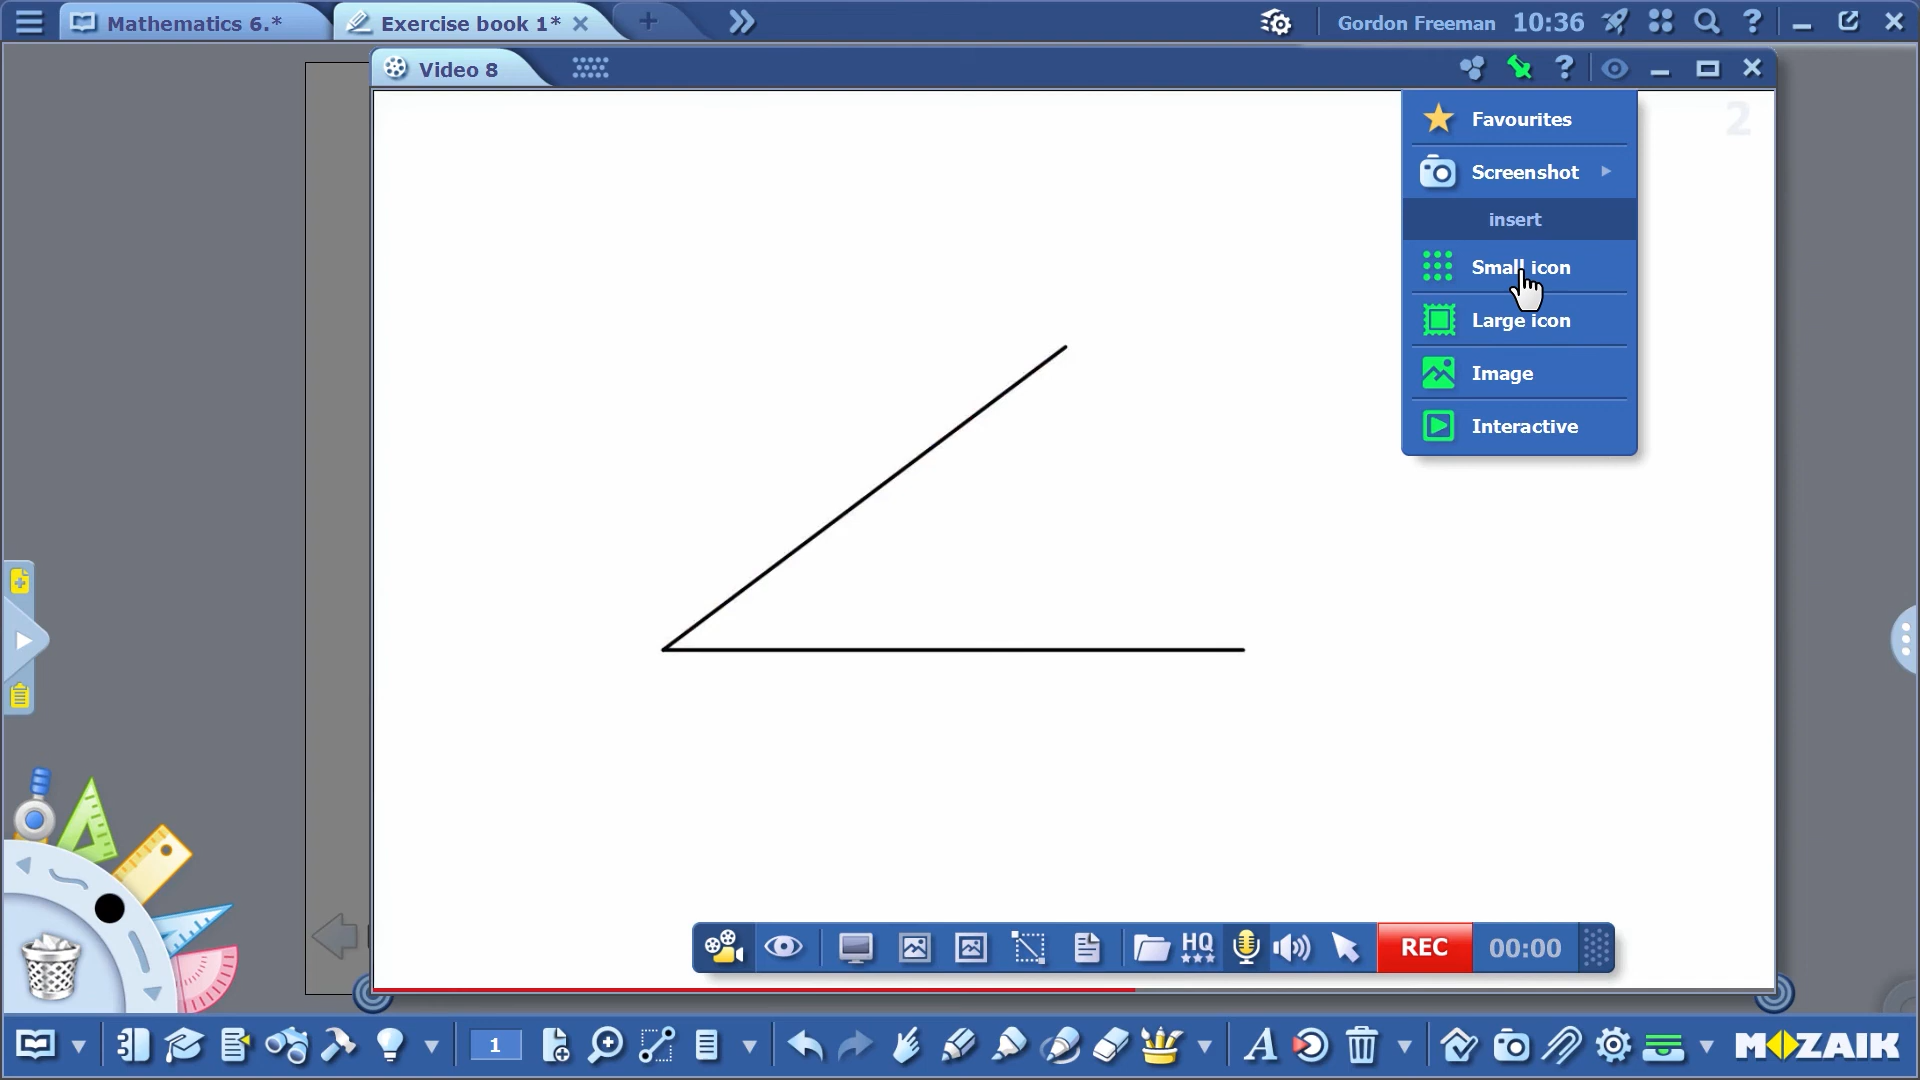 Mathematics 6.*
Exercise book 1*
Gordon Freeman
10:36
Video 8
Favourites
2
Screenshot
insert
Small icon
Large icon
Image
Interactive
HQ
REC
00:00
1
A
MOZAIK